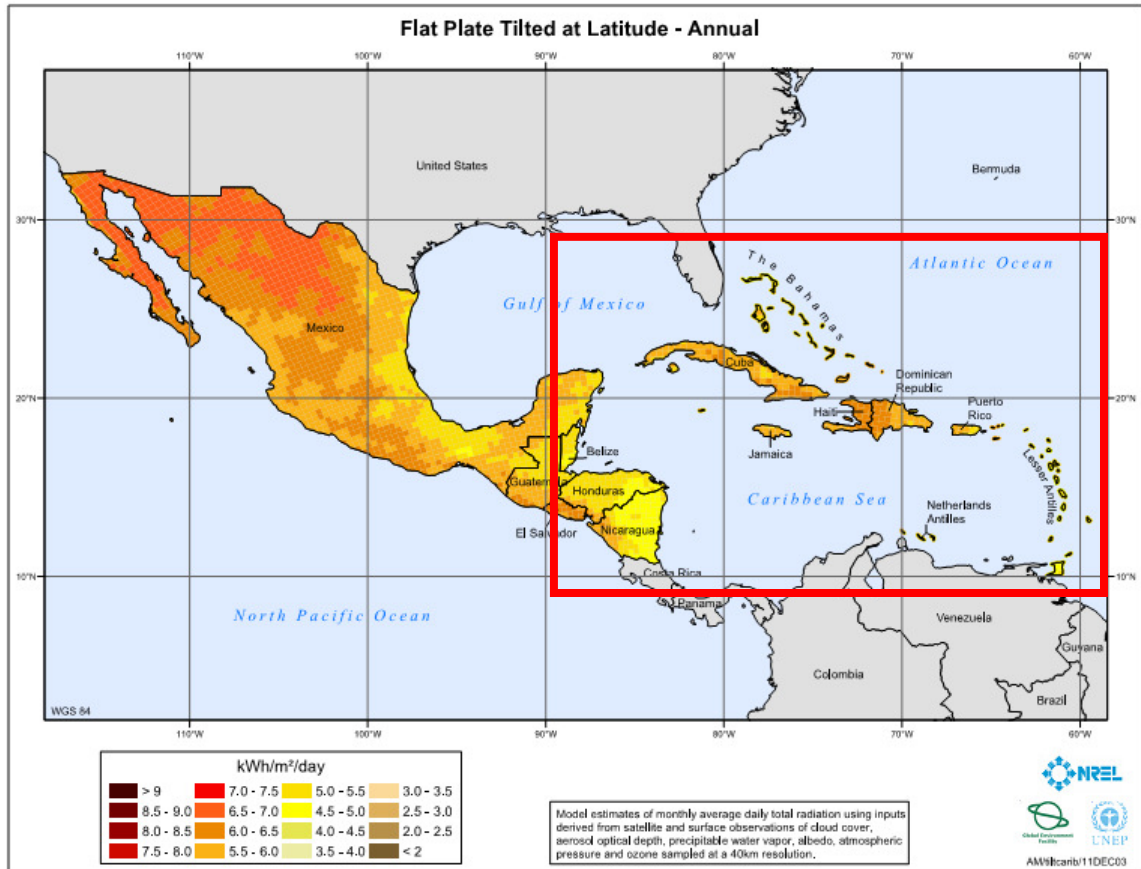 Flat Plate Tilted at Latitude - Annual
110°W 100°W 90°W 80°W 70°W 60°W
United States
Bermuda
30°N 30°N
The Bahamas
Atlantic Ocean
Gulf of Mexico
Mexico
Cuba
Dominican
Republic
20°N 20°N
Haiti
Puerto
Rico
Jamaica
Belize
Lesser Antilles
Guatemala
Honduras
Caribbean Sea
Netherlands
Antilles
El Salvador
Nicaragua
10°N 10°N
Costa Rica
Panama
North Pacific Ocean
Venezuela
Guyana
Colombia
Brazil
WGS 84
110°W 100°W 90°W 80°W 70°W 60°W
kWh/m²/day
> 9 7.0 - 7.5 5.0 - 5.5 3.0 - 3.5
8.5 - 9.0 6.5 - 7.0 4.5 - 5.0 2.5 - 3.0
8.0 - 8.5 6.0 - 6.5 4.0 - 4.5 2.0 - 2.5
7.5 - 8.0 5.5 - 6.0 3.5 - 4.0 < 2
Model estimates of monthly average daily total radiation using inputs
derived from satellite and surface observations of cloud cover,
aerosol optical depth, precipitable water vapor, albedo, atmospheric
pressure and ozone sampled at a 40km resolution.
NREL
Global Environment
Facility
UNEP